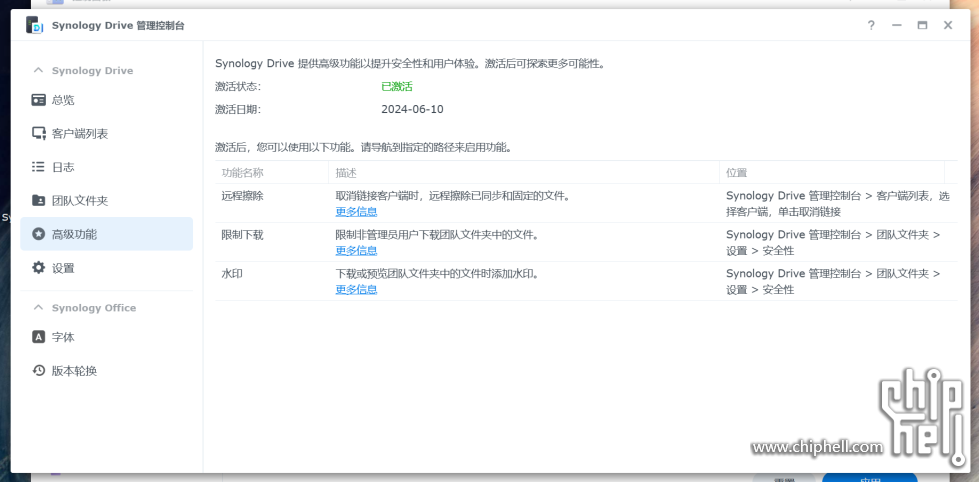 Synology Drive 管理控制台
Synology Drive
总览
客户端列表
日志
团队文件夹
高级功能
设置
Synology Office
字体
版本轮换
Synology Drive 提供高级功能以提升安全性和用户体验。激活后可探索更多可能性。
激活状态: 已激活
激活日期: 2024-06-10
激活后，您可以使用以下功能。请导航到指定的路径来启用功能。
功能名称 描述 位置
远程擦除 取消链接客户端时，远程擦除已同步和固定的文件。 Synology Drive 管理控制台 > 客户端列表，选
更多信息 择客户端，单击取消链接
限制下载 限制非管理员用户下载团队文件夹中的文件。 Synology Drive 管理控制台 > 团队文件夹 >
更多信息 设置 > 安全性
水印 下载或预览团队文件夹中的文件时添加水印。 Synology Drive 管理控制台 > 团队文件夹 >
更多信息 设置 > 安全性
www.chiphell.com
chip
hell